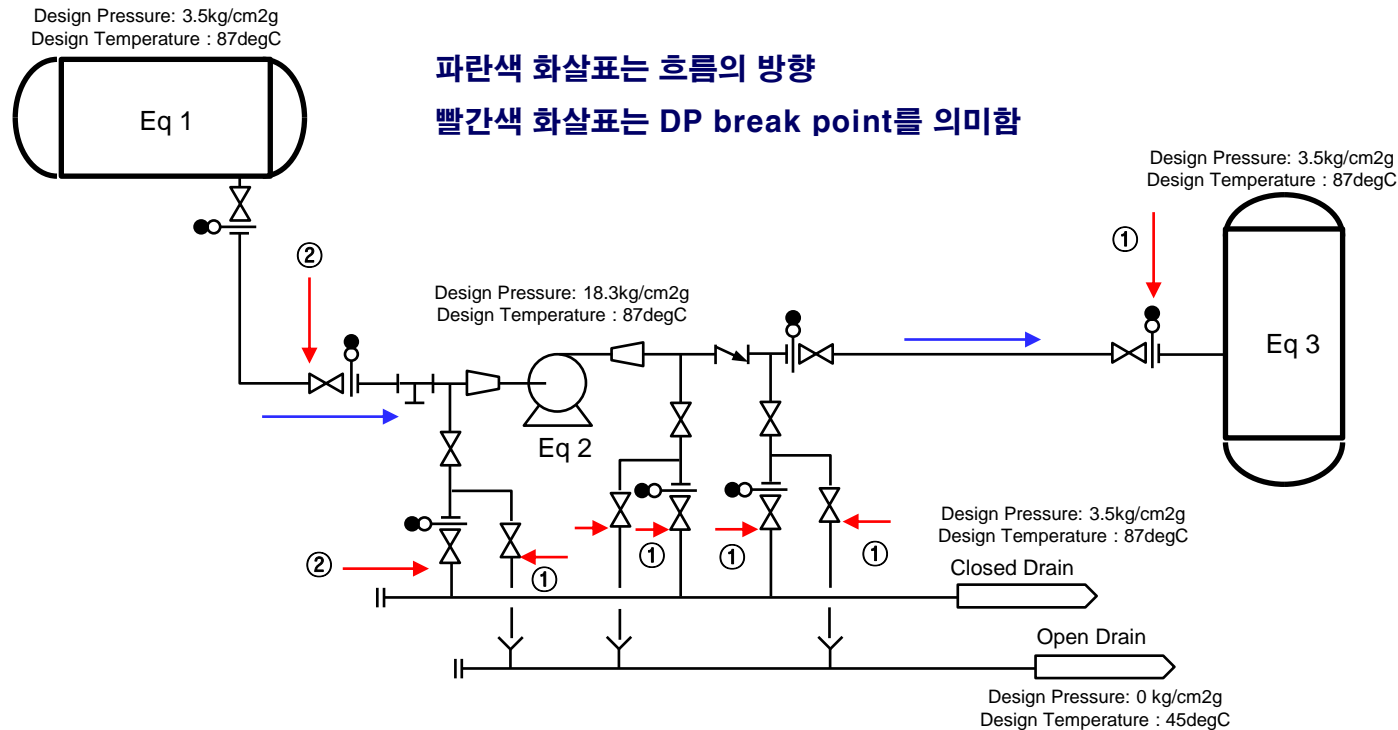 Design Pressure: 3.5kg/cm2g
Design Temperature : 87degC
파란색 화살표는 흐름의 방향
빨간색 화살표는 DP break point를 의미함
Eq 1
Design Pressure: 3.5kg/cm2g
Design Temperature : 87degC
①
②
Design Pressure: 18.3kg/cm2g
Design Temperature : 87degC
Eq 3
Eq 2
Design Pressure: 3.5kg/cm2g
Design Temperature : 87degC
①
①
①
②
①
Closed Drain
Open Drain
Design Pressure: 0 kg/cm2g
Design Temperature : 45degC